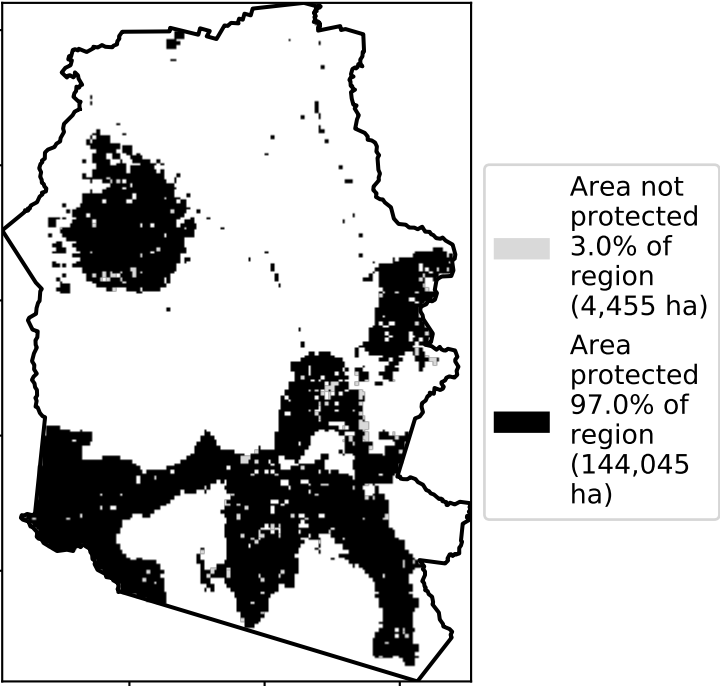 Area not
protected
3.0% of
region
(4,455 ha)
Area
protected
97.0% of
region
(144,045
ha)